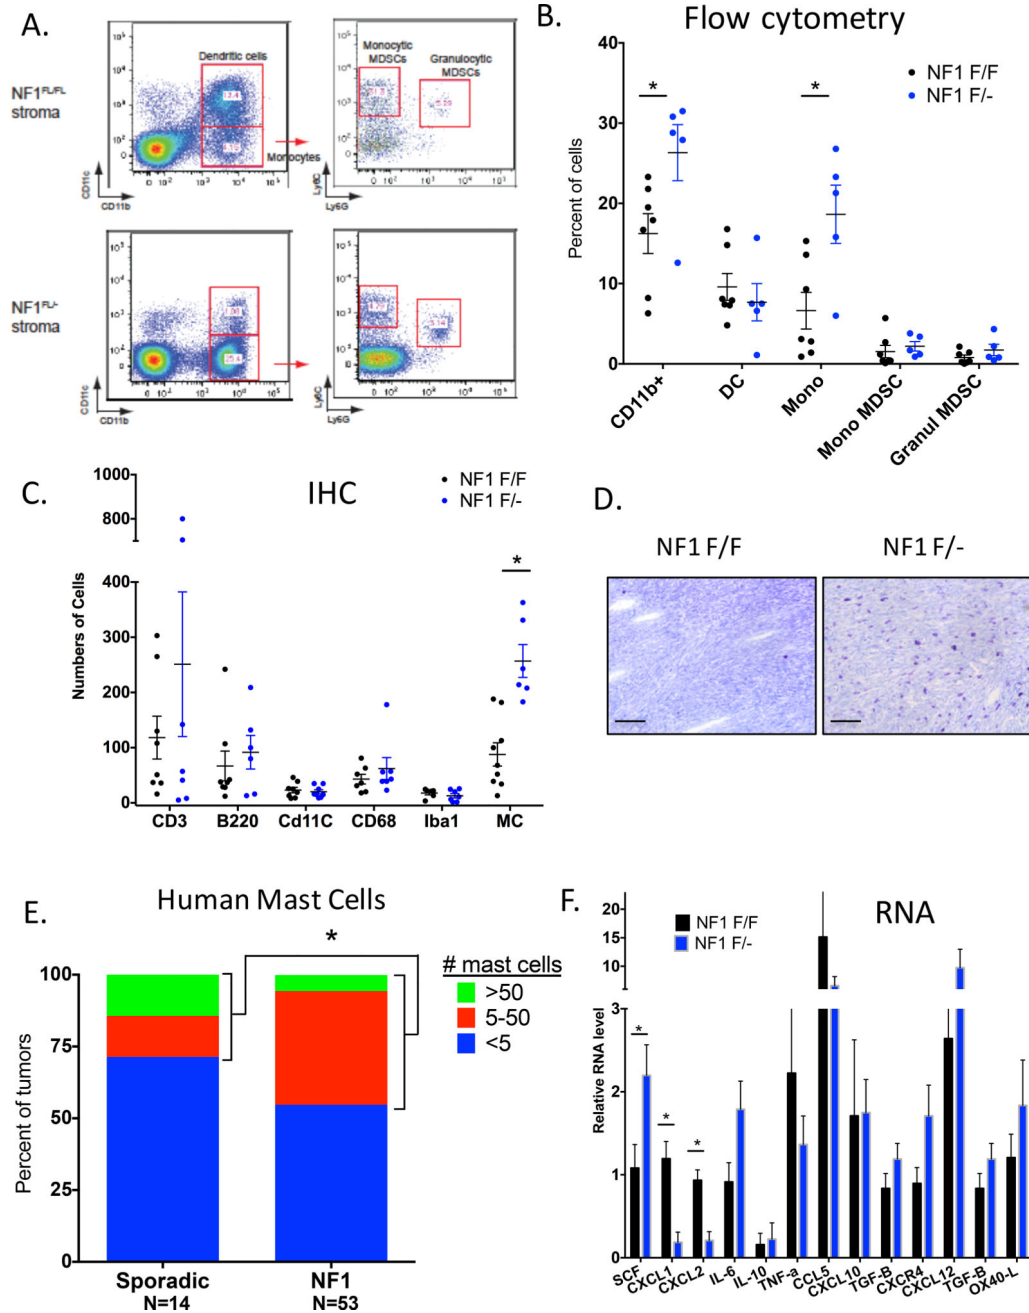 A.
NF1FL/FL
stroma
Dendritic cells
Monocytes
CD11c
CD11b
Monocytic
MDSCs
Granulocytic
MDSCs
Ly6C
Ly6G
NF1FL/-
stroma
CD11c
CD11b
Ly6C
Ly6G
B.
Flow cytometry
NF1 F/F
NF1 F/-
Percent of cells
40
30
20
10
0
* *
CD11b+ DC Mono Mono MDSC Granul MDSC
C.
IHC
NF1 F/F
NF1 F/-
Numbers of Cells
1000
800
400
300
200
100
0
*
CD3 B220 Cd11C CD68 Iba1 MC
D.
NF1 F/F NF1 F/-
E.
Human Mast Cells
*
# mast cells
>50
5-50
<5
Percent of tumors
100
75
50
25
0
Sporadic NF1
N=14 N=53
F.
RNA
NF1 F/F
NF1 F/-
Relative RNA level
25
15
10
3
2
1
0
* * *
SCF CXCL1 CXCL2 IL-6 IL-10 TNF-a CCL5 CXCL10 TGF-B CXCR4 CXCL12 TGF-B OX40-L